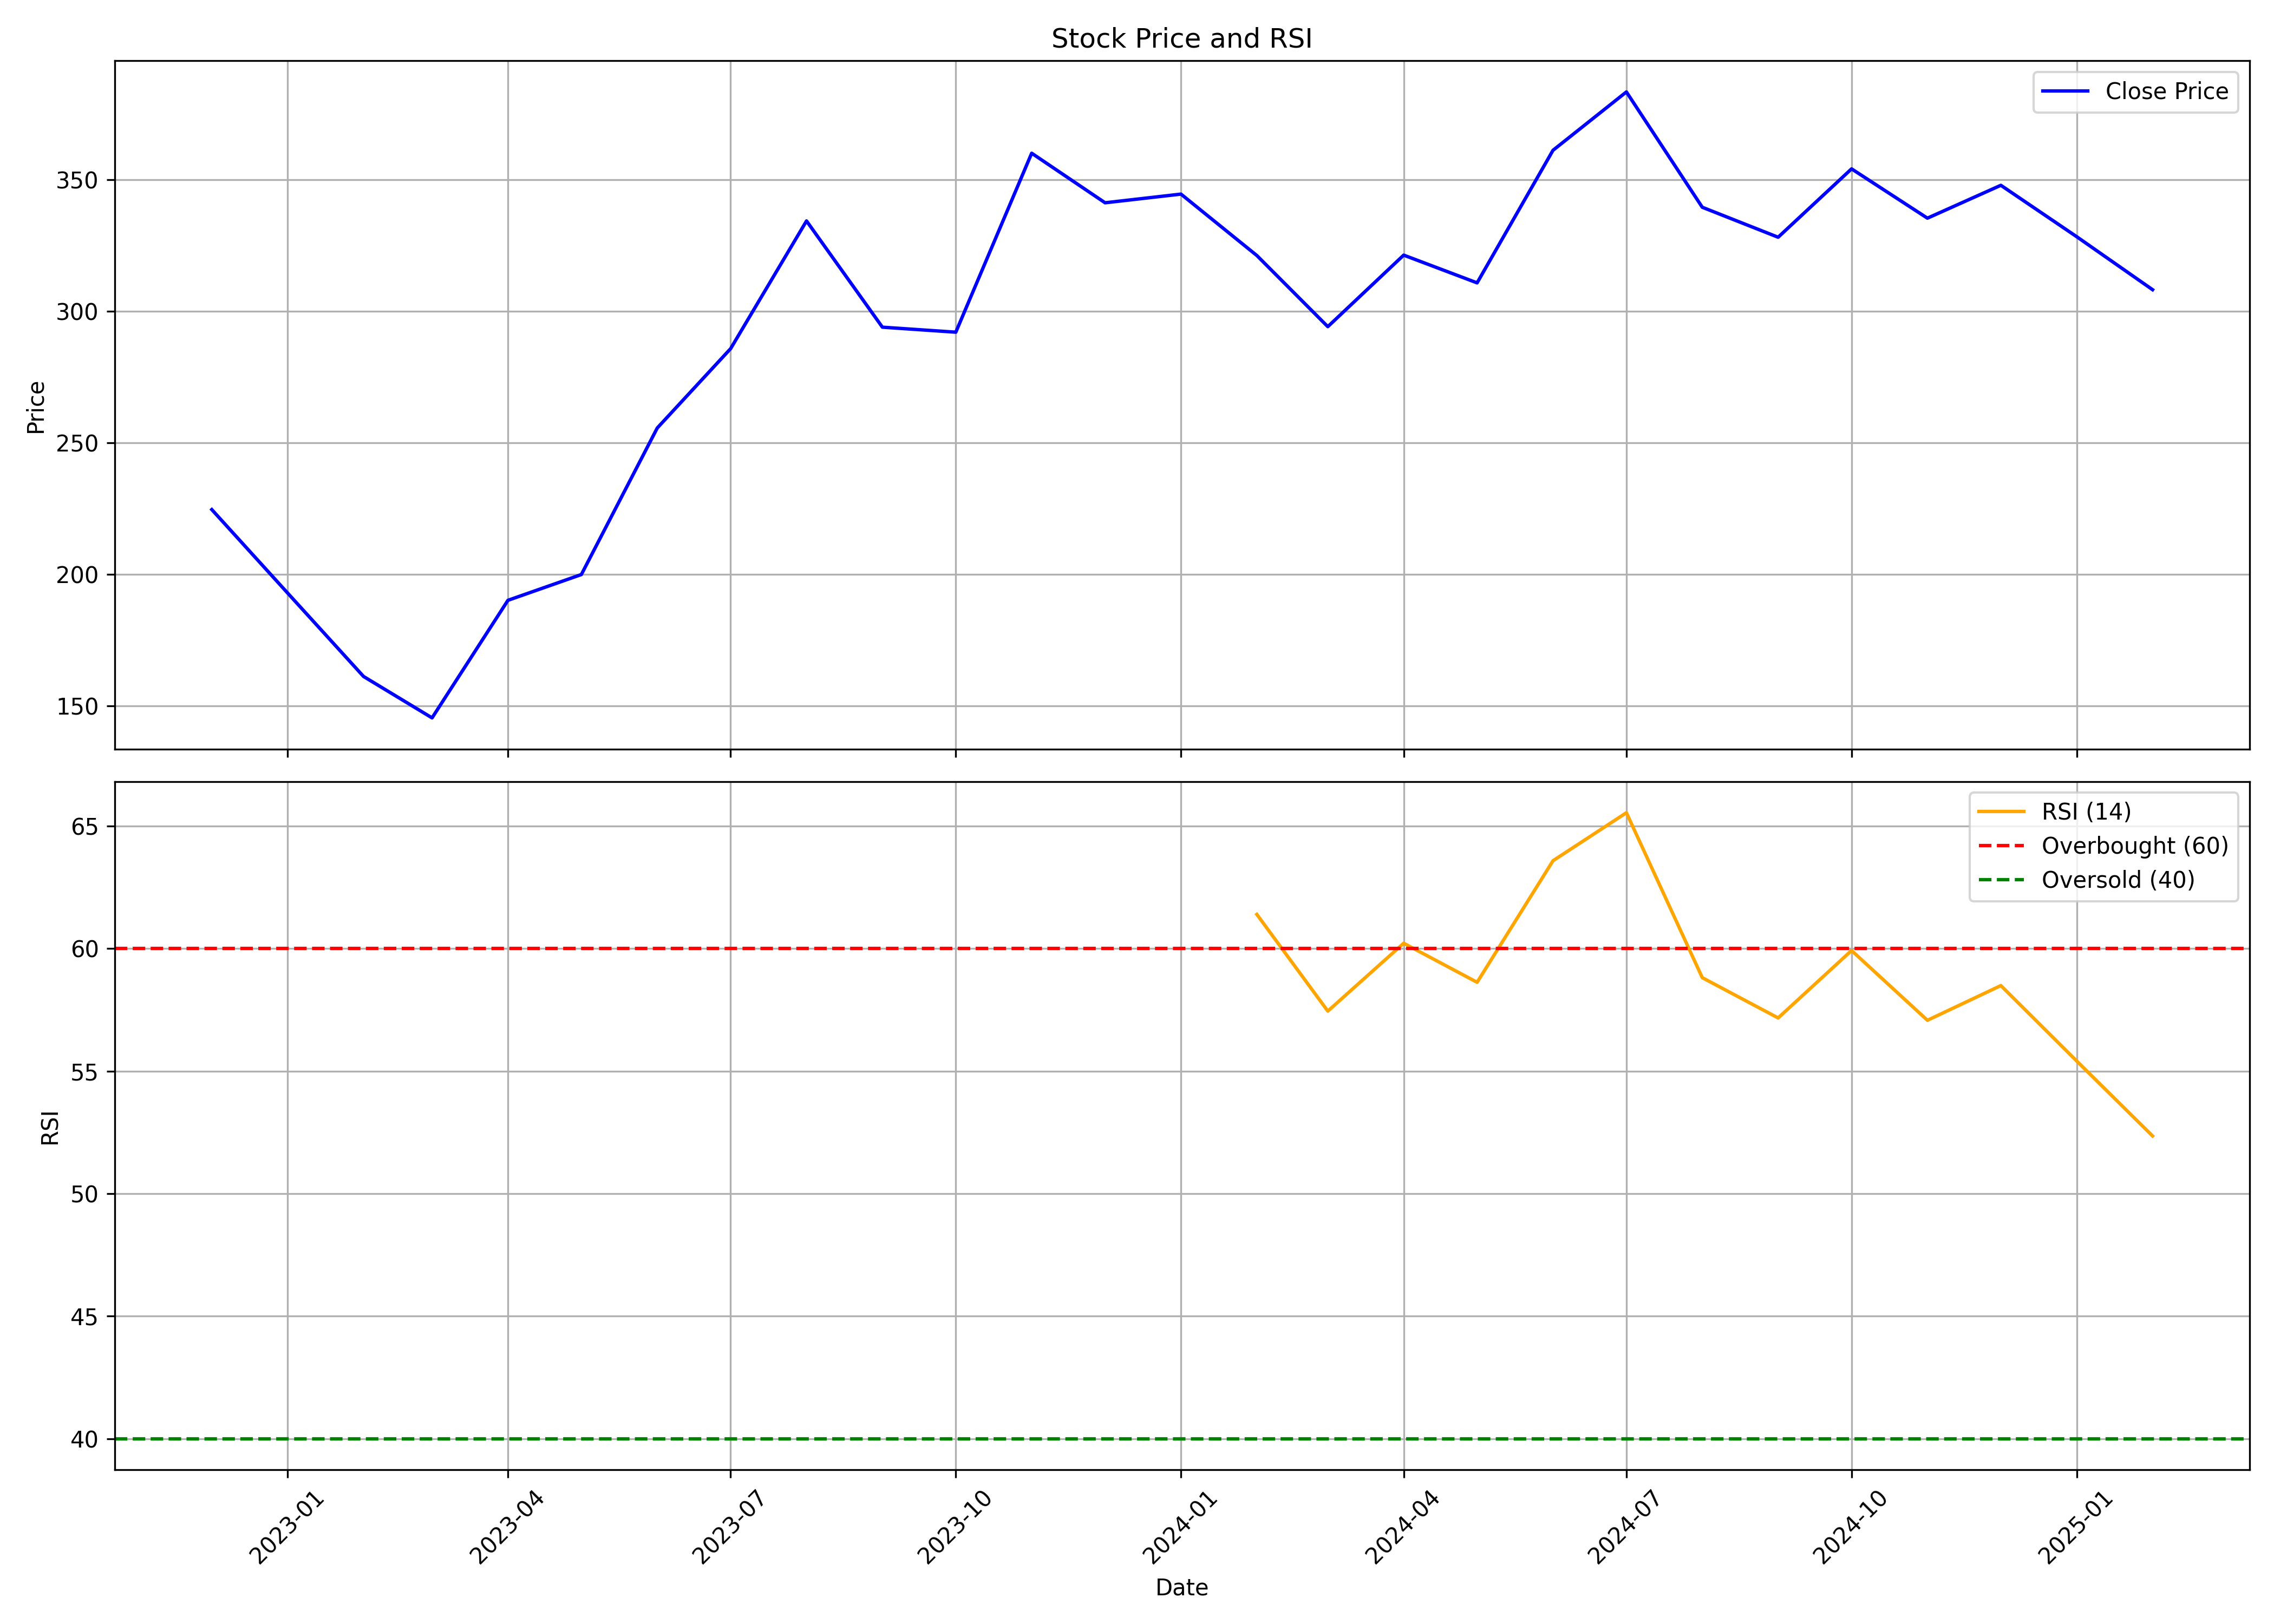 Stock Price and RSI
Close Price
Price
350
300
250
200
150
RSI (14)
Overbought (60)
Oversold (40)
RSI
65
60
55
50
45
40
2023-01
2023-04
2023-07
2023-10
2024-01
2024-04
2024-07
2024-10
2025-01
Date